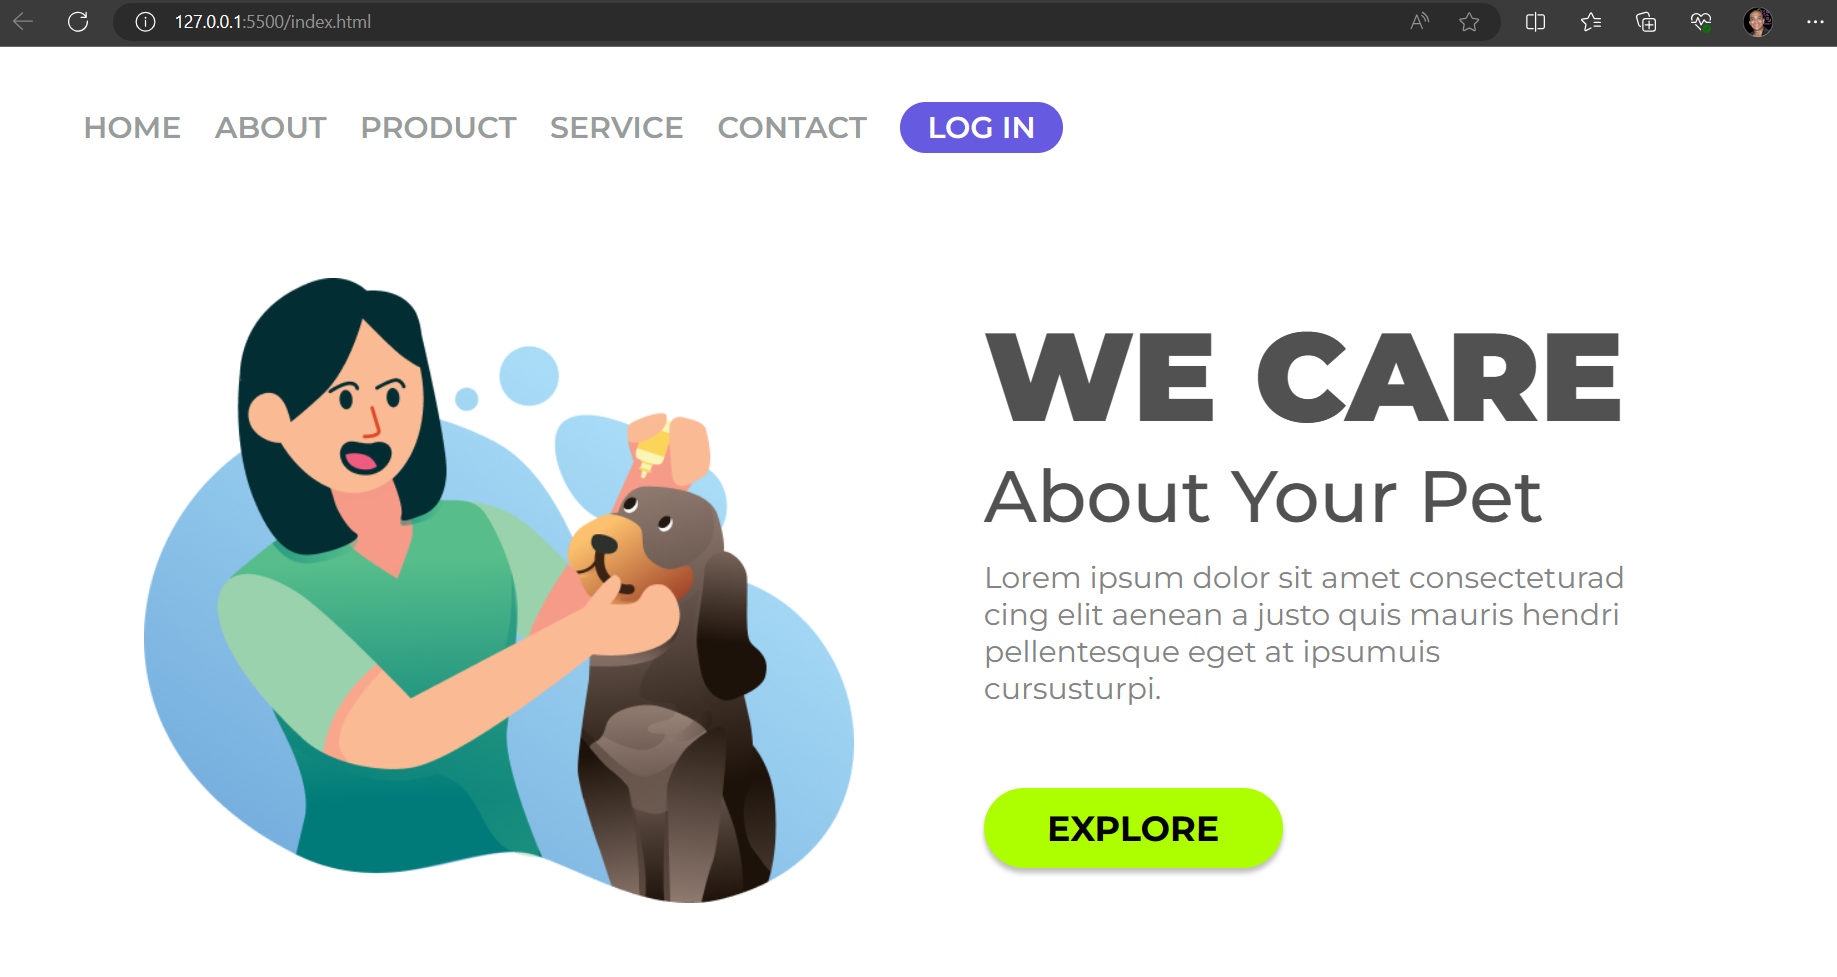 127.0.0.1:5500/index.html
HOME ABOUT PRODUCT SERVICE CONTACT LOG IN
WE CARE
About Your Pet
Lorem ipsum dolor sit amet consecteturad
cing elit aenean a justo quis mauris hendri
pellentesque eget at ipsumuis
cursusturpi.
EXPLORE